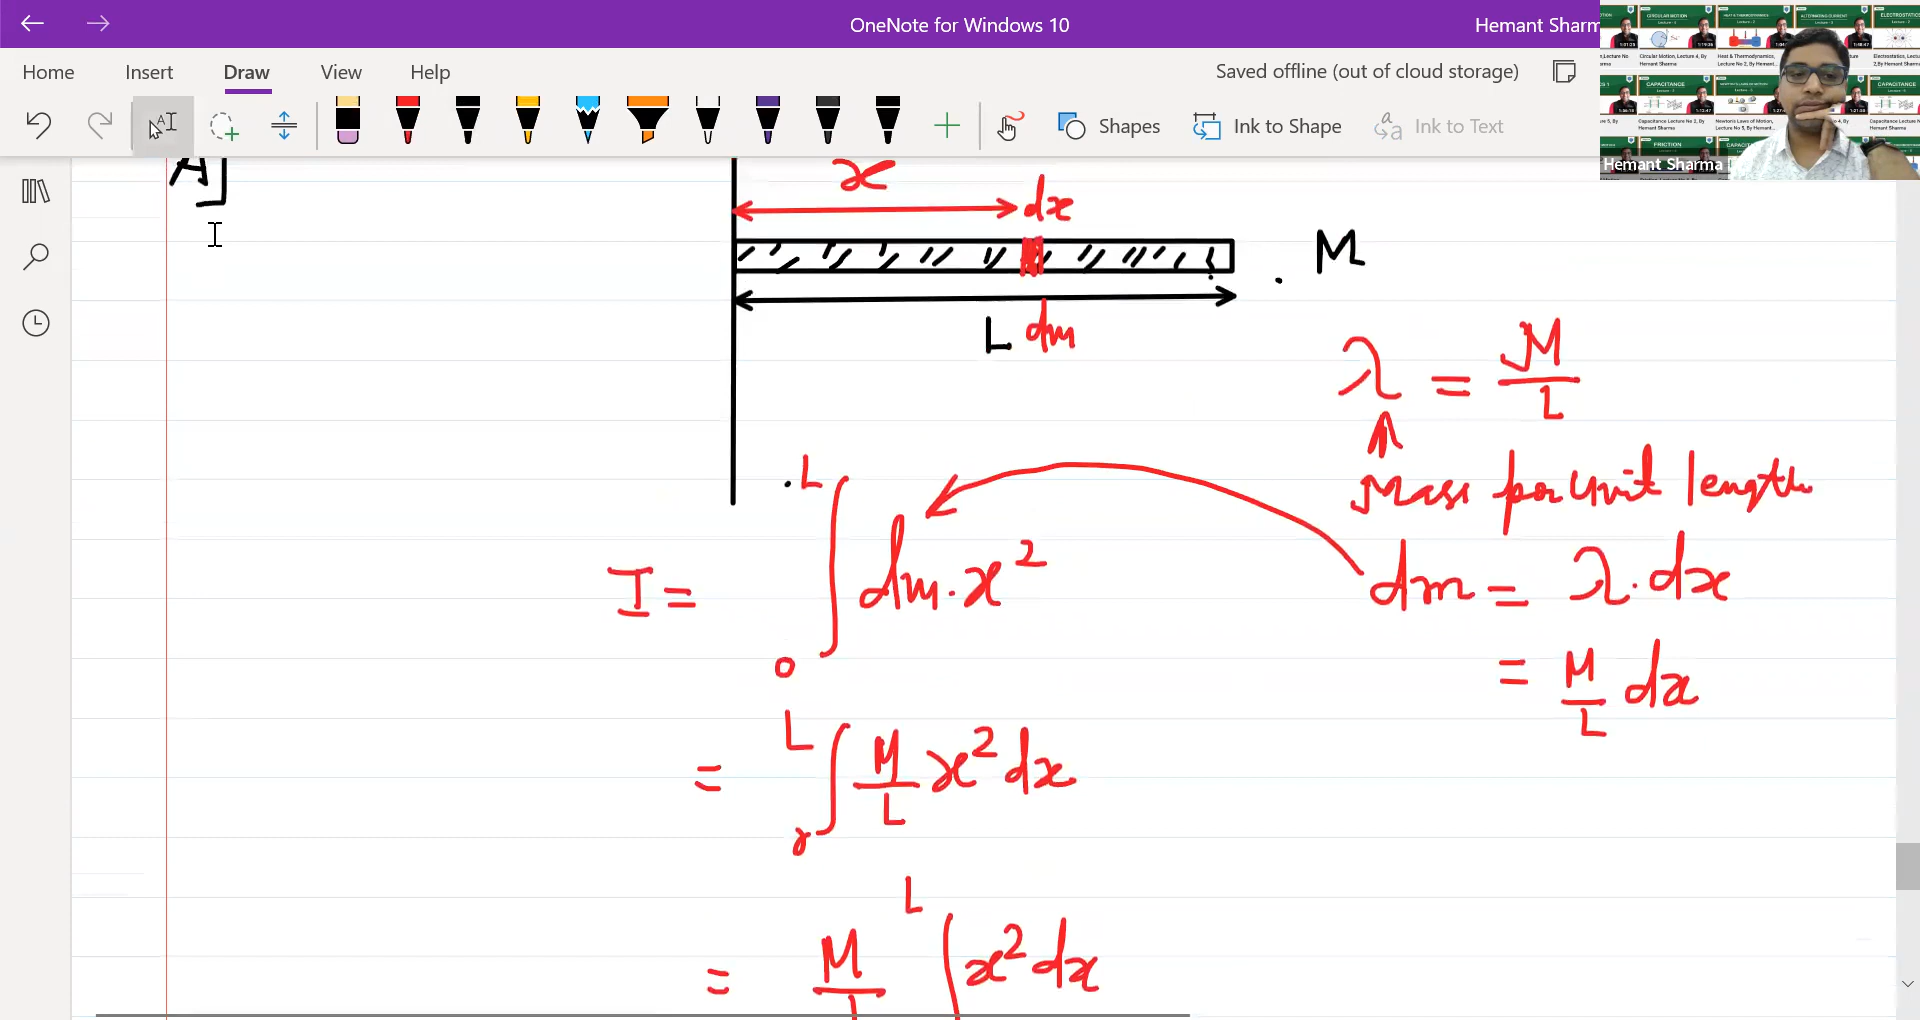 OneNote for Windows 10
Hemant Sharm
Home Insert Draw View Help
Saved offline (out of cloud storage)
Shapes Ink to Shape Ink to Text
Hemant Sharma
A]
x
dx
M
L dm
λ = M/L
Mass per unit length
I = ∫₀ᴸ dm·x²
dm = λ·dx
= M/L dx
= ∫₀ᴸ M/L x² dx
L
= M/L ∫ x² dx